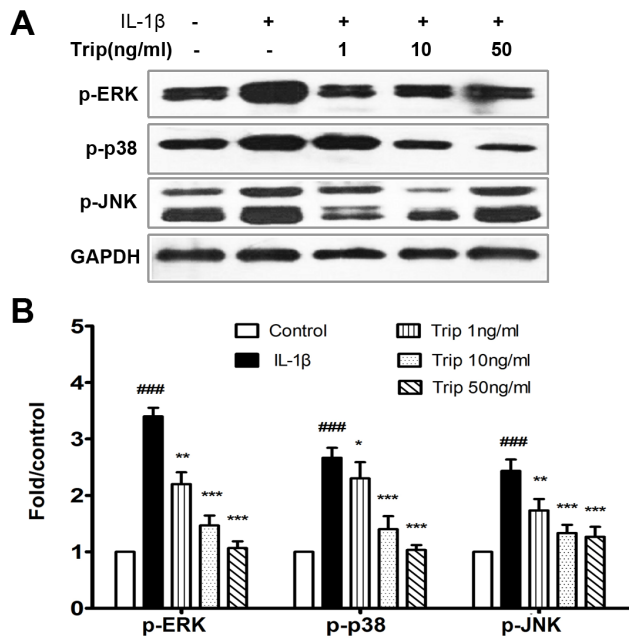 A
IL-1β - + + + +
Trip(ng/ml) - - 1 10 50
p-ERK
p-p38
p-JNK
GAPDH
B
Fold/control
5
4
3
2
1
0
Control
IL-1β
Trip 1ng/ml
Trip 10ng/ml
Trip 50ng/ml
### ** *** ***
### * *** ***
### ** *** ***
p-ERK p-p38 p-JNK